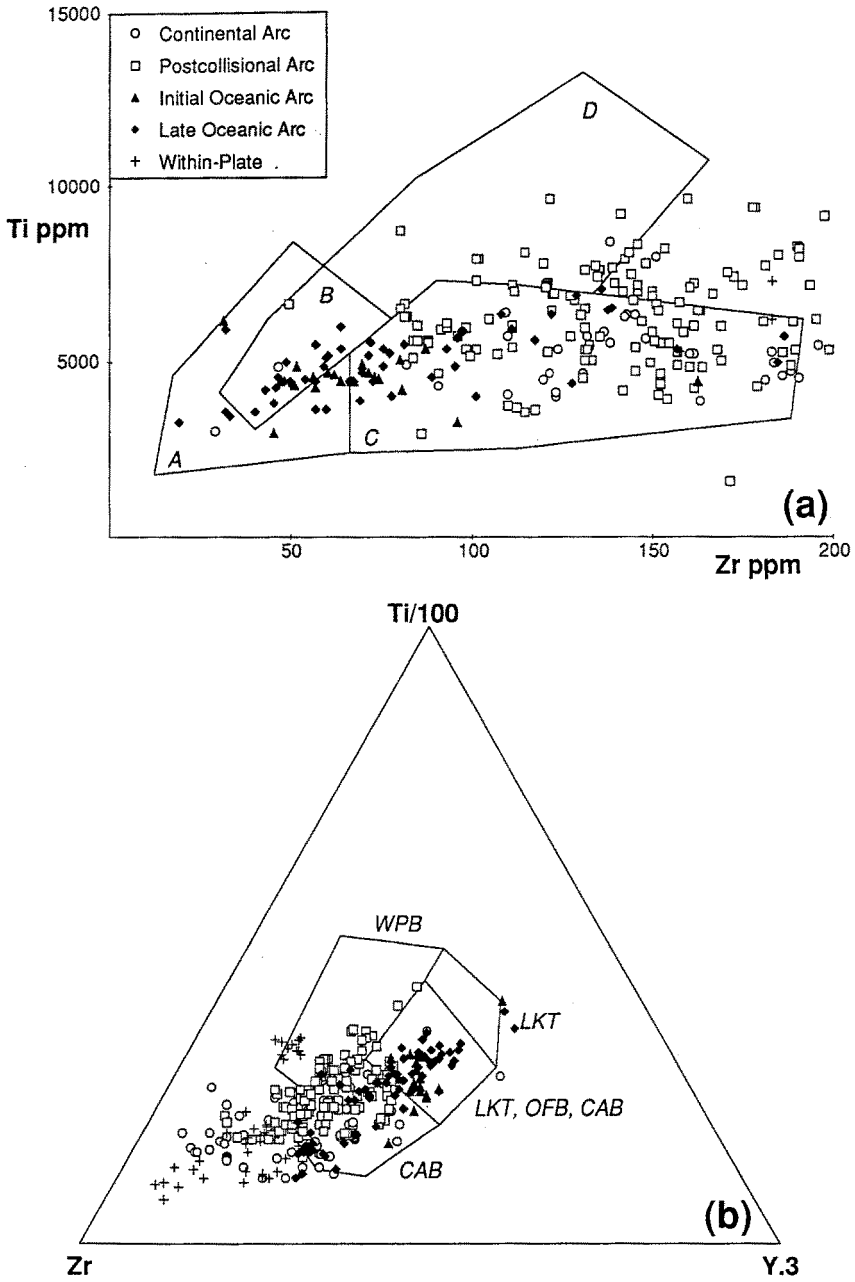 15000
Continental Arc
Postcollisional Arc
Initial Oceanic Arc
Late Oceanic Arc
Within-Plate
D
10000
Ti ppm
B
5000
A
C
(a)
50
100
150
200
Zr ppm
Ti/100
WPB
LKT
LKT, OFB, CAB
CAB
(b)
Zr
Y.3